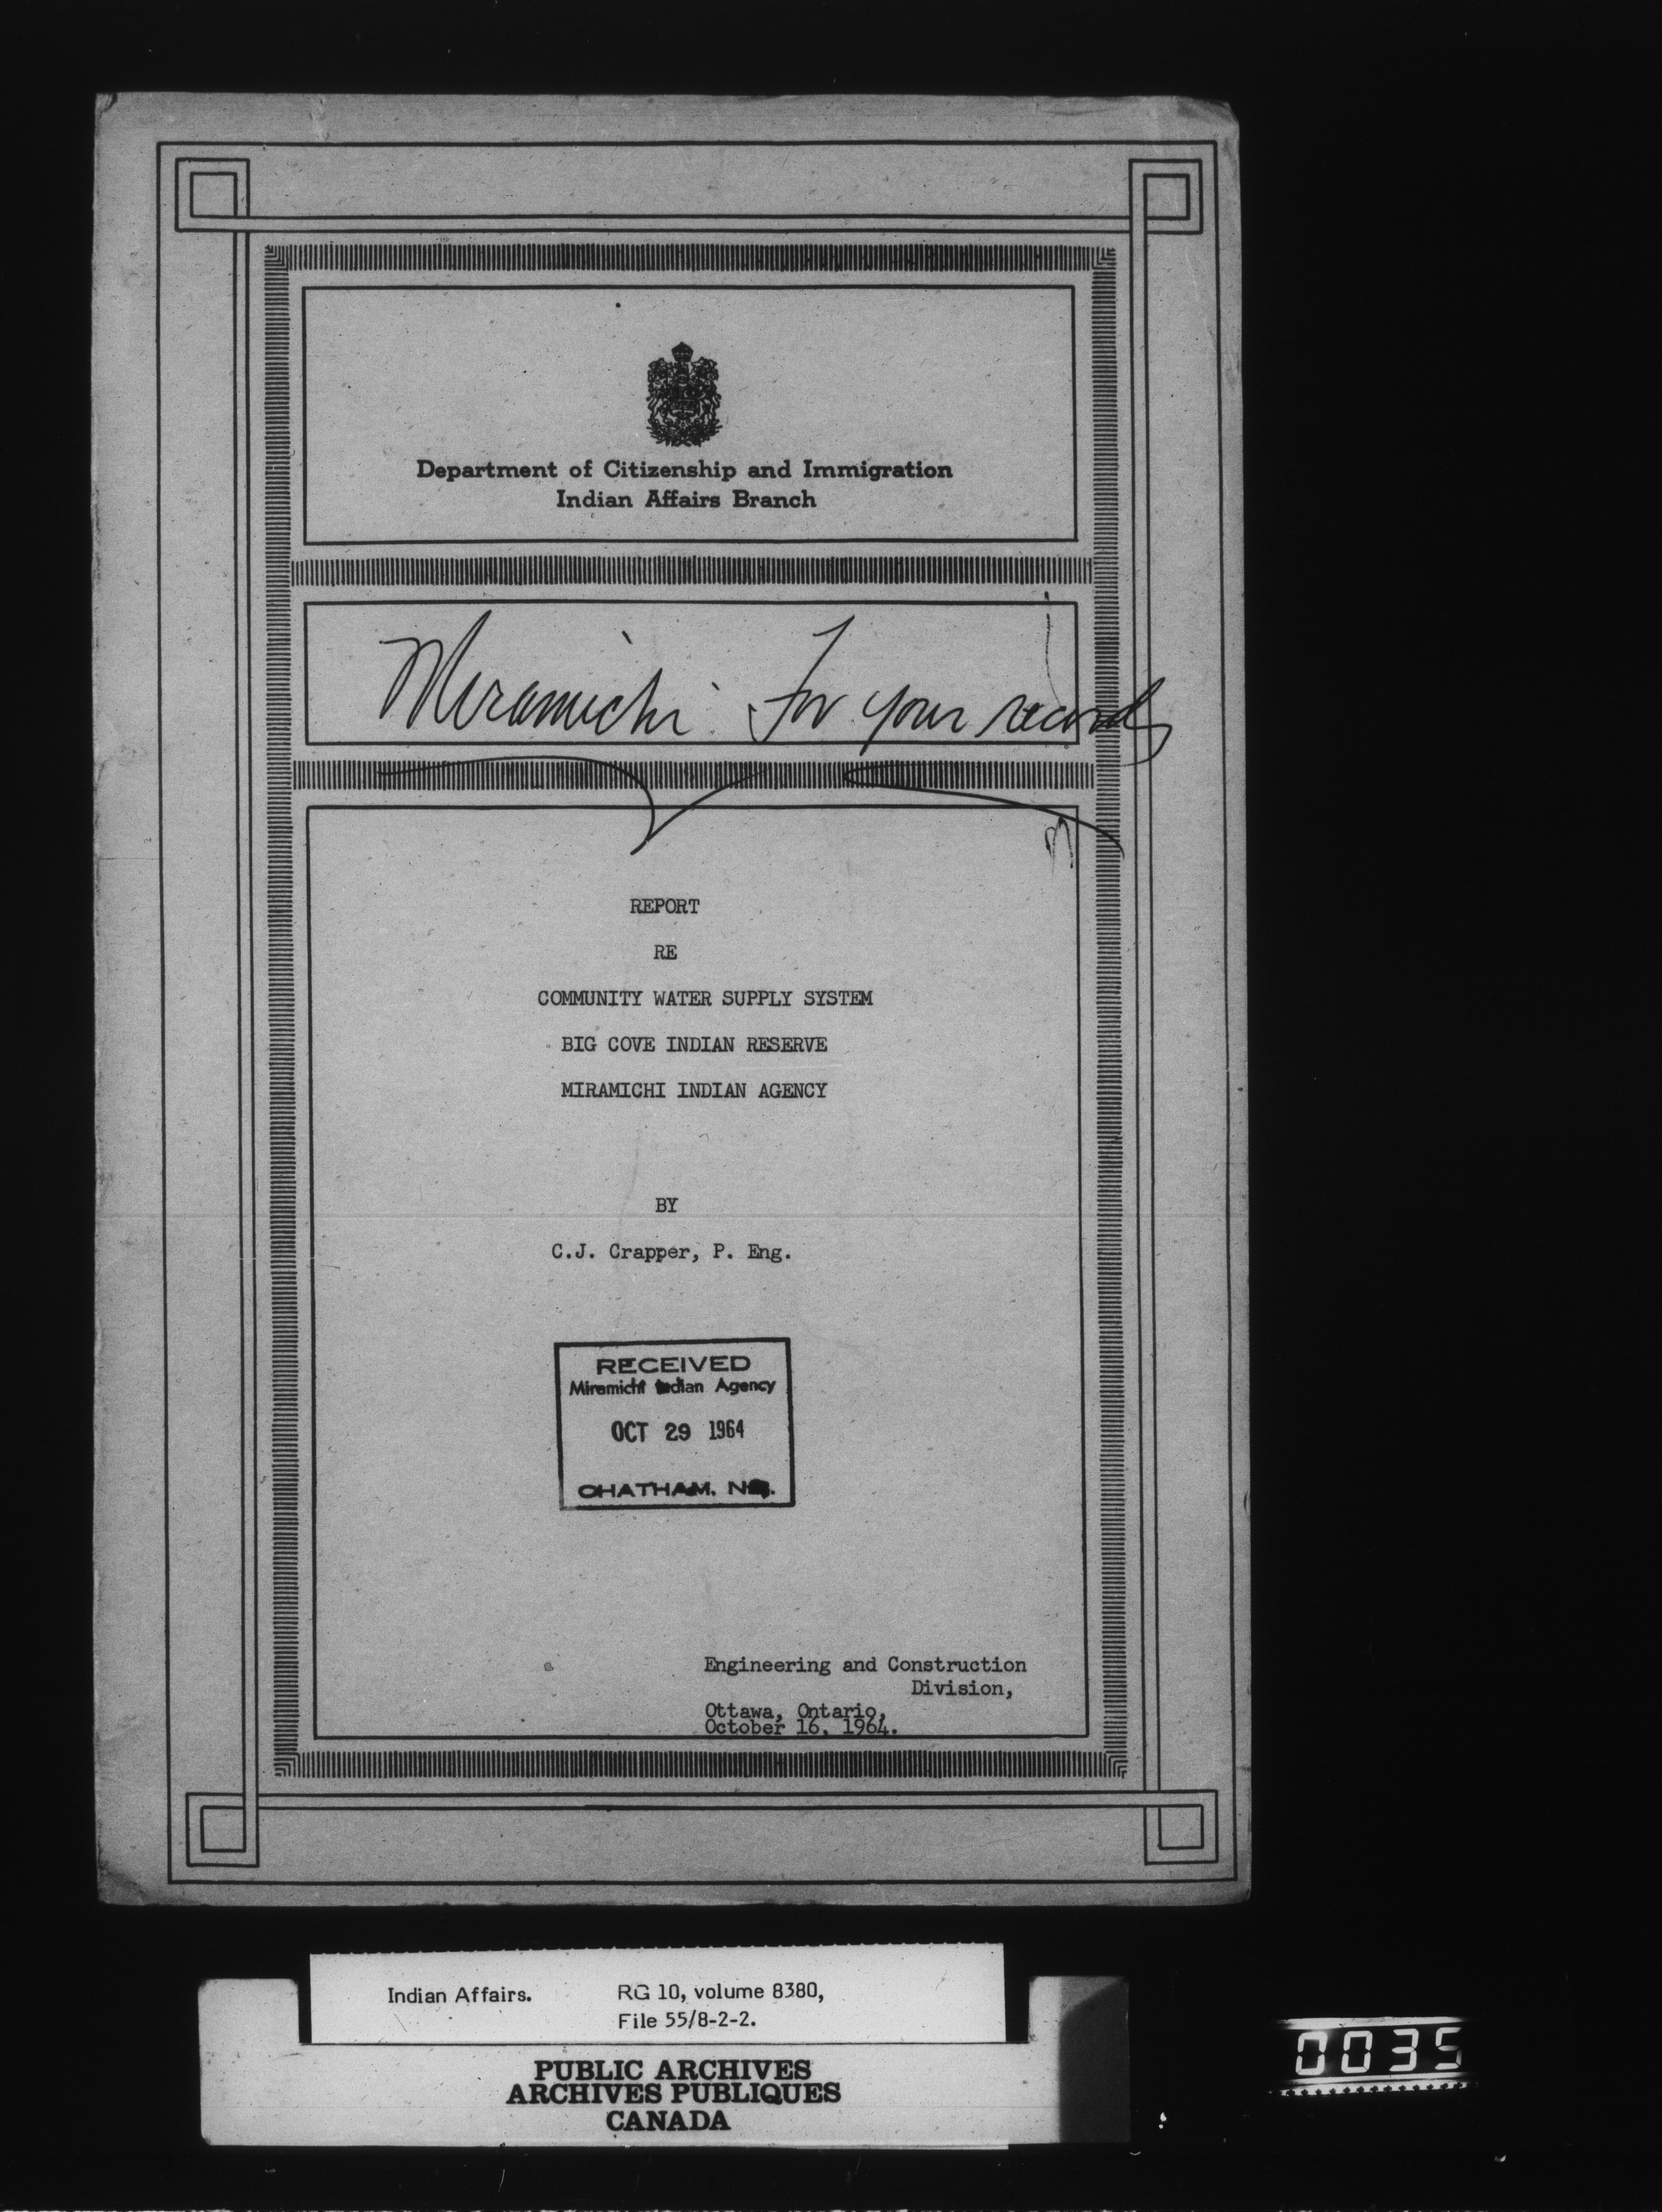 Department of Citizenship and Immigration
Indian Affairs Branch
Miramichi For your records
REPORT
RE
COMMUNITY WATER SUPPLY SYSTEM
BIG COVE INDIAN RESERVE
MIRAMICHI INDIAN AGENCY
BY
C.J. Crapper, P. Eng.
RECEIVED
Miramichi Indian Agency
OCT 29 1964
CHATHAM, N.B.
Engineering and Construction
Division,
Ottawa, Ontario,
October 16, 1964.
Indian Affairs. RG 10, volume 8380,
File 55/8-2-2.
PUBLIC ARCHIVES
ARCHIVES PUBLIQUES
CANADA
0035